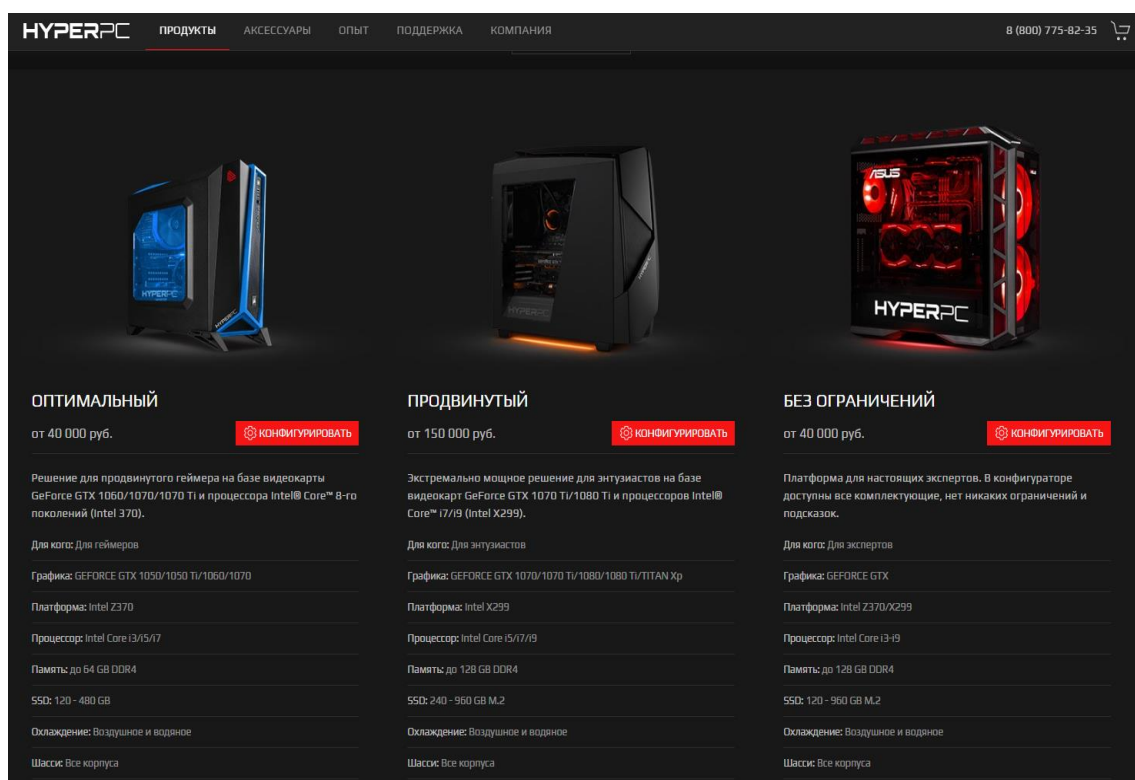 HYPERPC ПРОДУКТЫ АКСЕССУАРЫ ОПЫТ ПОДДЕРЖКА КОМПАНИЯ 8 (800) 775-82-35
HYPERPC
HYPERPC
HYPERPC
ASUS
HYPERPC
ОПТИМАЛЬНЫЙ
от 40 000 руб. КОНФИГУРИРОВАТЬ
Решение для продвинутого геймера на базе видеокарты
GeForce GTX 1060/1070/1070 Ti и процессора Intel® Core™ 8-го
поколений (Intel 370).
Для кого: Для геймеров
Графика: GEFORCE GTX 1050/1050 Ti/1060/1070
Платформа: Intel Z370
Процессор: Intel Core i3/i5/i7
Память: до 64 GB DDR4
SSD: 120 - 480 GB
Охлаждение: Воздушное и водяное
Шасси: Все корпуса
ПРОДВИНУТЫЙ
от 150 000 руб. КОНФИГУРИРОВАТЬ
Экстремально мощное решение для энтузиастов на базе
видеокарт GeForce GTX 1070 Ti/1080 Ti и процессоров Intel®
Core™ i7/i9 (Intel X299).
Для кого: Для энтузиастов
Графика: GEFORCE GTX 1070/1070 Ti/1080/1080 Ti/TITAN Xp
Платформа: Intel X299
Процессор: Intel Core i5/i7/i9
Память: до 128 GB DDR4
SSD: 240 - 960 GB M.2
Охлаждение: Воздушное и водяное
Шасси: Все корпуса
БЕЗ ОГРАНИЧЕНИЙ
от 40 000 руб. КОНФИГУРИРОВАТЬ
Платформа для настоящих экспертов. В конфигураторе
доступны все комплектующие, нет никаких ограничений и
подсказок.
Для кого: Для экспертов
Графика: GEFORCE GTX
Платформа: Intel Z370/X299
Процессор: Intel Core i3-i9
Память: до 128 GB DDR4
SSD: 120 - 960 GB M.2
Охлаждение: Воздушное и водяное
Шасси: Все корпуса